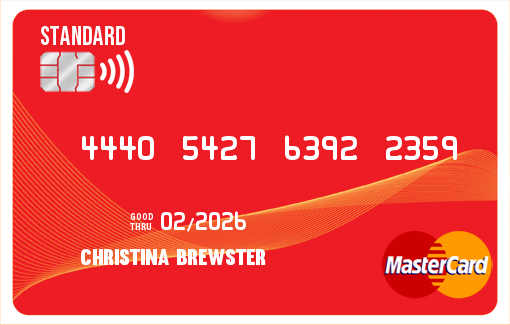 STANDARD
4440 5427 6392 2359
GOOD THRU 02/2026
CHRISTINA BREWSTER
MasterCard